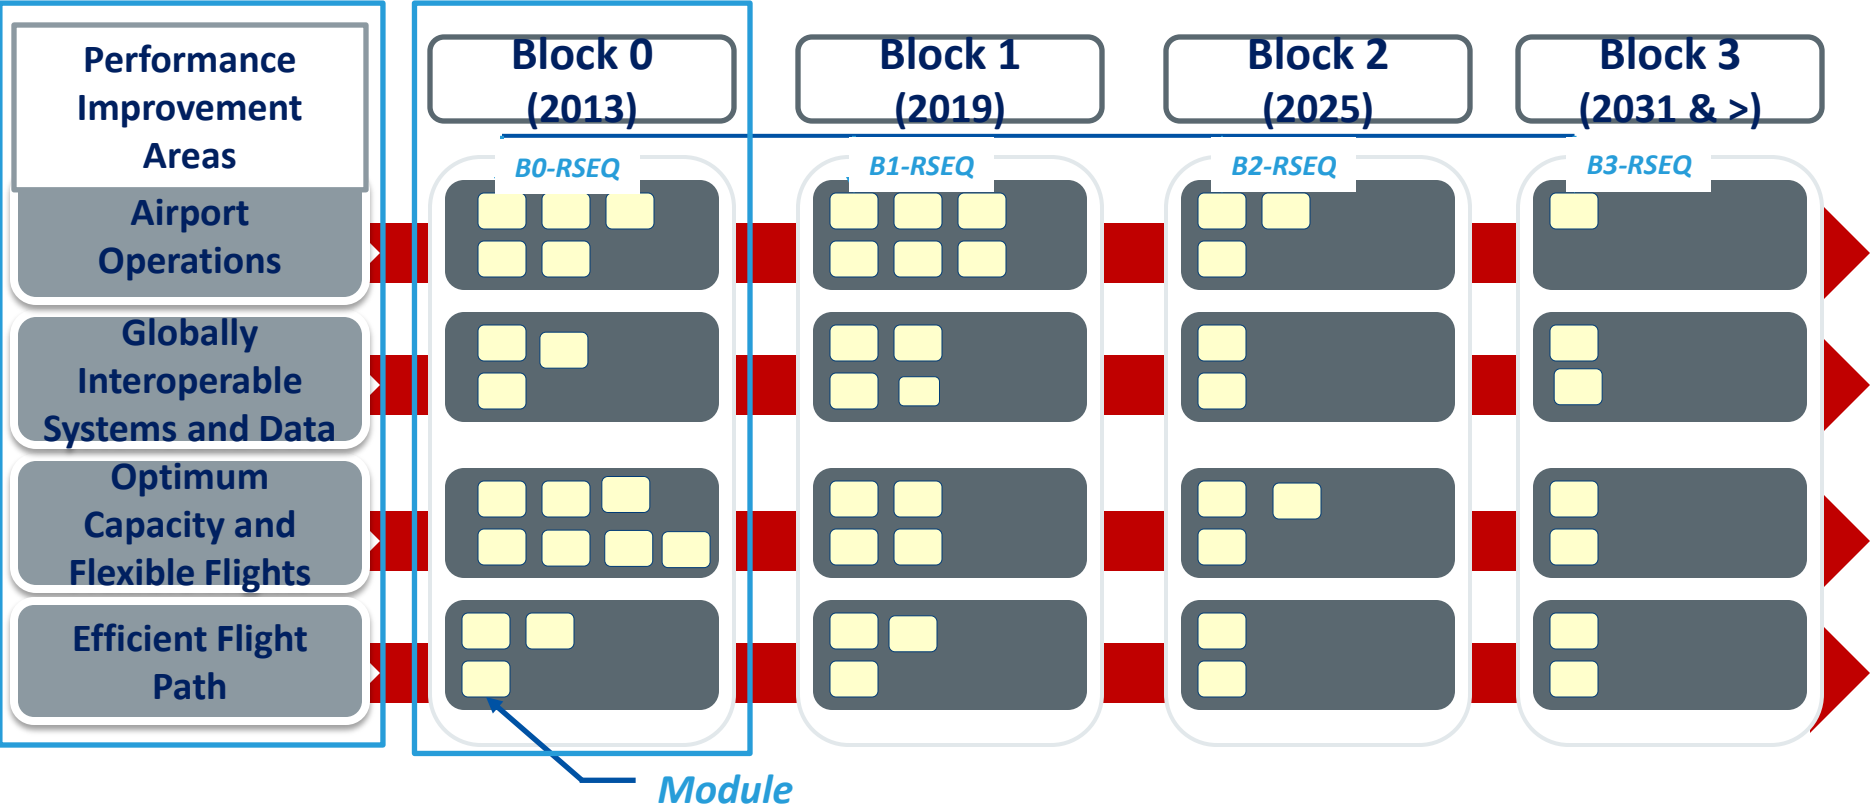 Performance
Improvement
Areas
Block 0
(2013)
Block 1
(2019)
Block 2
(2025)
Block 3
(2031 & >)
B0-RSEQ
B1-RSEQ
B2-RSEQ
B3-RSEQ
Airport
Operations
Globally
Interoperable
Systems and Data
Optimum
Capacity and
Flexible Flights
Efficient Flight
Path
Module